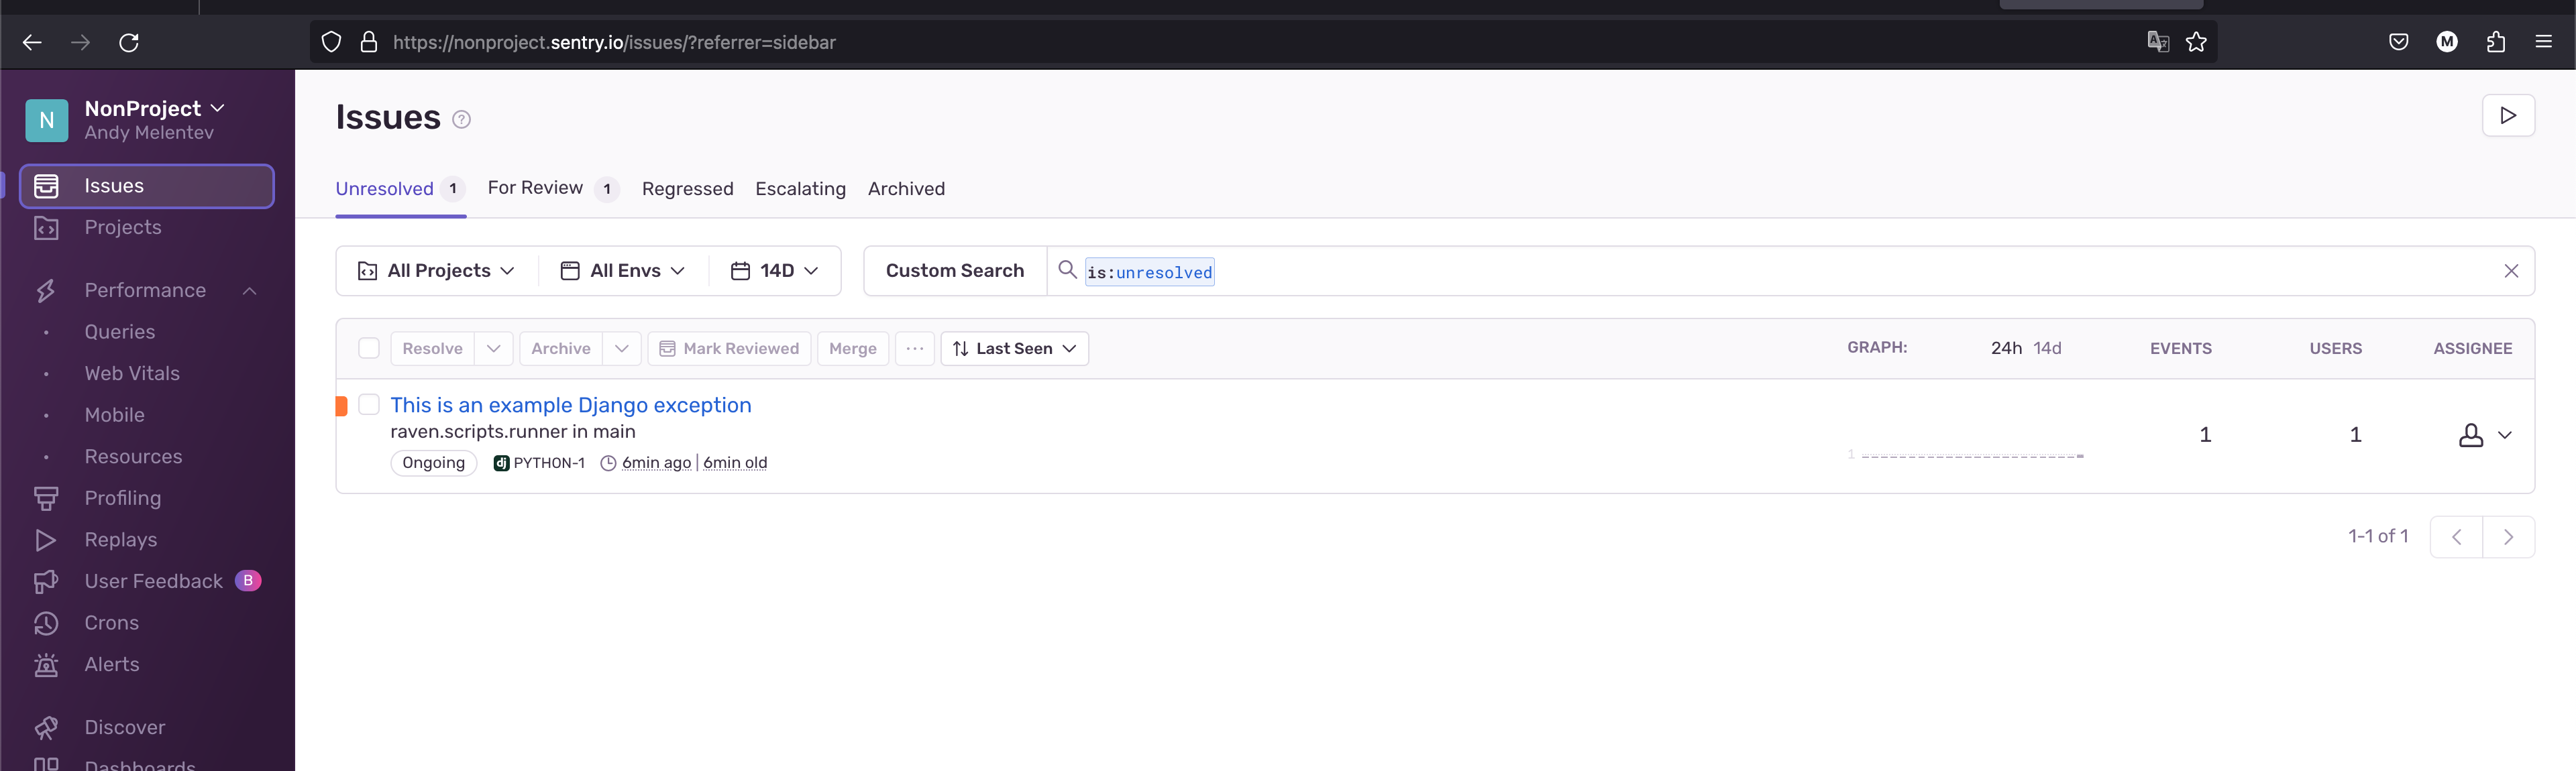 https://nonproject.sentry.io/issues/?referrer=sidebar
M
N
NonProject
Andy Melentev
Issues
Projects
Performance
Queries
Web Vitals
Mobile
Resources
Profiling
Replays
User Feedback B
Crons
Alerts
Discover
Dashboards
Issues ?
Unresolved 1 For Review 1 Regressed Escalating Archived
All Projects All Envs 14D Custom Search is:unresolved
Resolve Archive Mark Reviewed Merge ... Last Seen GRAPH: 24h 14d EVENTS USERS ASSIGNEE
This is an example Django exception
raven.scripts.runner in main
Ongoing dj PYTHON-1 6min ago | 6min old
1 1 1
1-1 of 1